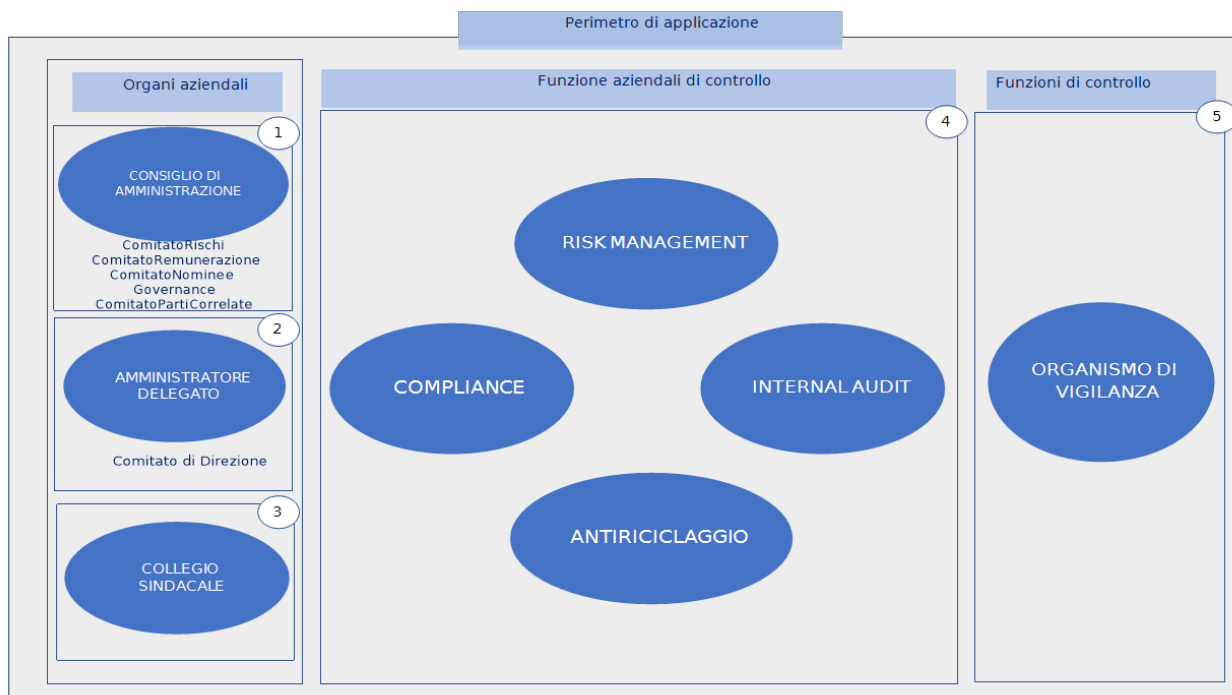 Perimetro di applicazione
Organi aziendali
1
CONSIGLIO DI
AMMINISTRAZIONE
ComitatoRischi
ComitatoRemunerazione
ComitatoNominee
Governance
ComitatoPartiCorrelate
2
AMMINISTRATORE
DELEGATO
Comitato di Direzione
3
COLLEGIO
SINDACALE
Funzione aziendali di controllo
4
RISK MANAGEMENT
COMPLIANCE
INTERNAL AUDIT
ANTIRICICLAGGIO
Funzioni di controllo
5
ORGANISMO DI
VIGILANZA